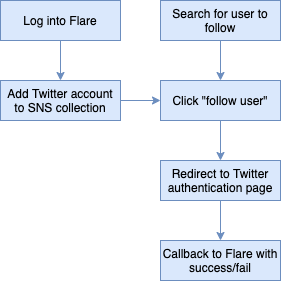 Log into Flare
Search for user to
follow
Add Twitter account
to SNS collection
Click "follow user"
Redirect to Twitter
authentication page
Callback to Flare with
success/fail